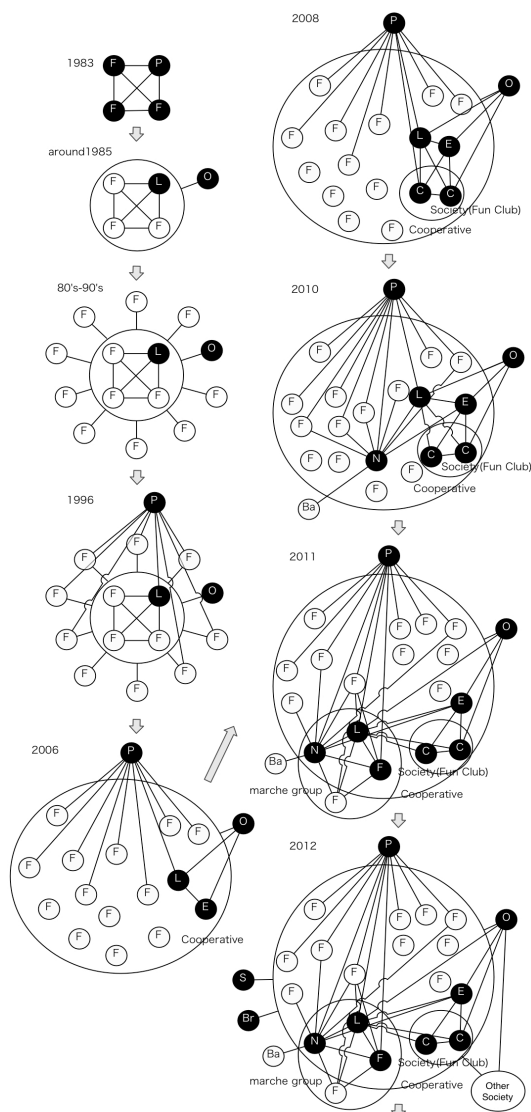 1983
F P
F F
around1985
O
F L
F F
80's-90's
F
F F
F F L O
F F F F
F F
F
1996
P
F
F F
F F L O
F F F F
F F
F
2006
P
F F F O
F F F
L
F
F F E
F F
Cooperative
F
2008
P
F O
F F
F F F L
E
F F
F F C C
Society(Fun Club)
F F Cooperative
2010
P
F F F O
F F L
F F E
F F
F F N C C
Society(Fun Club)
F
Cooperative
F
Ba
2011
P
F F F F O
F F F F
F F
F E
L
N C C
Ba F Society(Fun Club)
marche group F Cooperative
2012
P
F F F F O
F F F F
S F F
F E
Br L
N C C
Ba F Society(Fun Club)
marche group F Cooperative
Other
Society